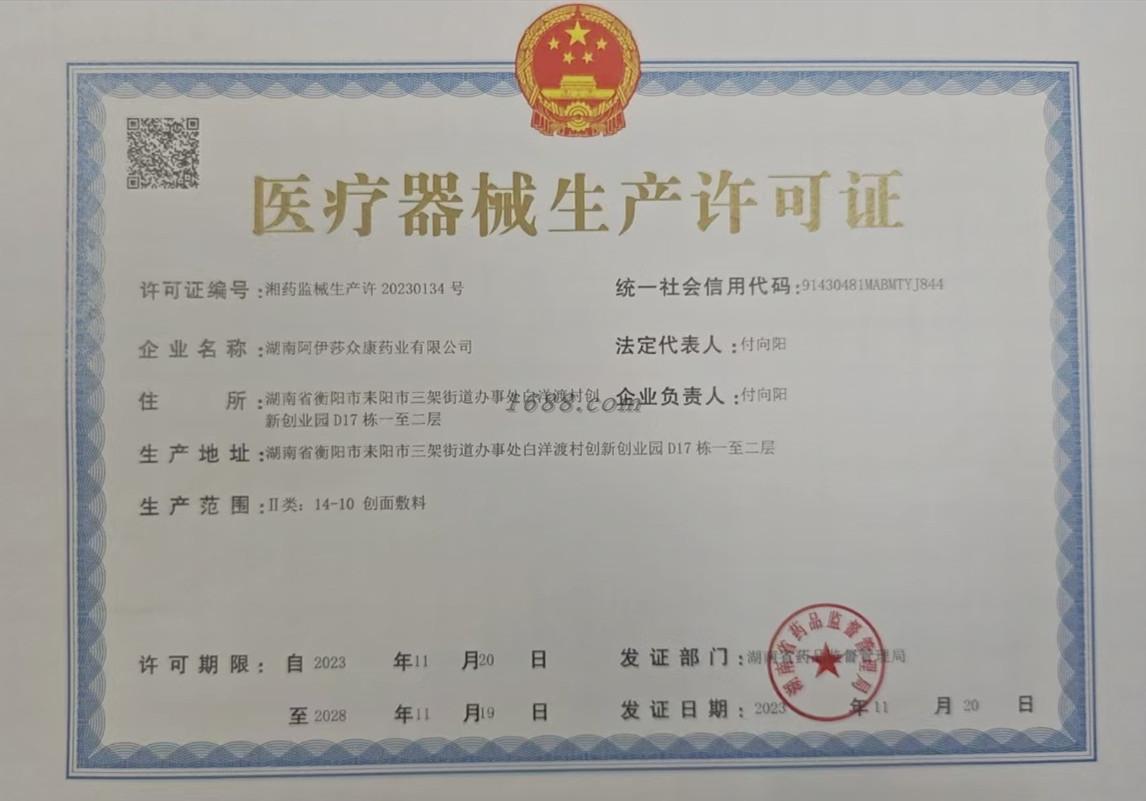 医疗器械生产许可证
许可证编号：湘药监械生产许 20230134 号
统一社会信用代码：91430481MABMTYJ844
企业名称：湖南阿伊莎众康药业有限公司
法定代表人：付向阳
住所：湖南省衡阳市耒阳市三架街道办事处白洋渡村创
新创业园 D17 栋一至二层
企业负责人：付向阳
1688.com
生产地址：湖南省衡阳市耒阳市三架街道办事处白洋渡村创新创业园 D17 栋一至二层
生产范围：Ⅱ类：14-10 创面敷料
许可期限：自 2023 年 11 月 20 日
至 2028 年 11 月 19 日
发证部门：湖南省药品监督管理局
发证日期：2023 年 11 月 20 日
湖南省药品监督管理局